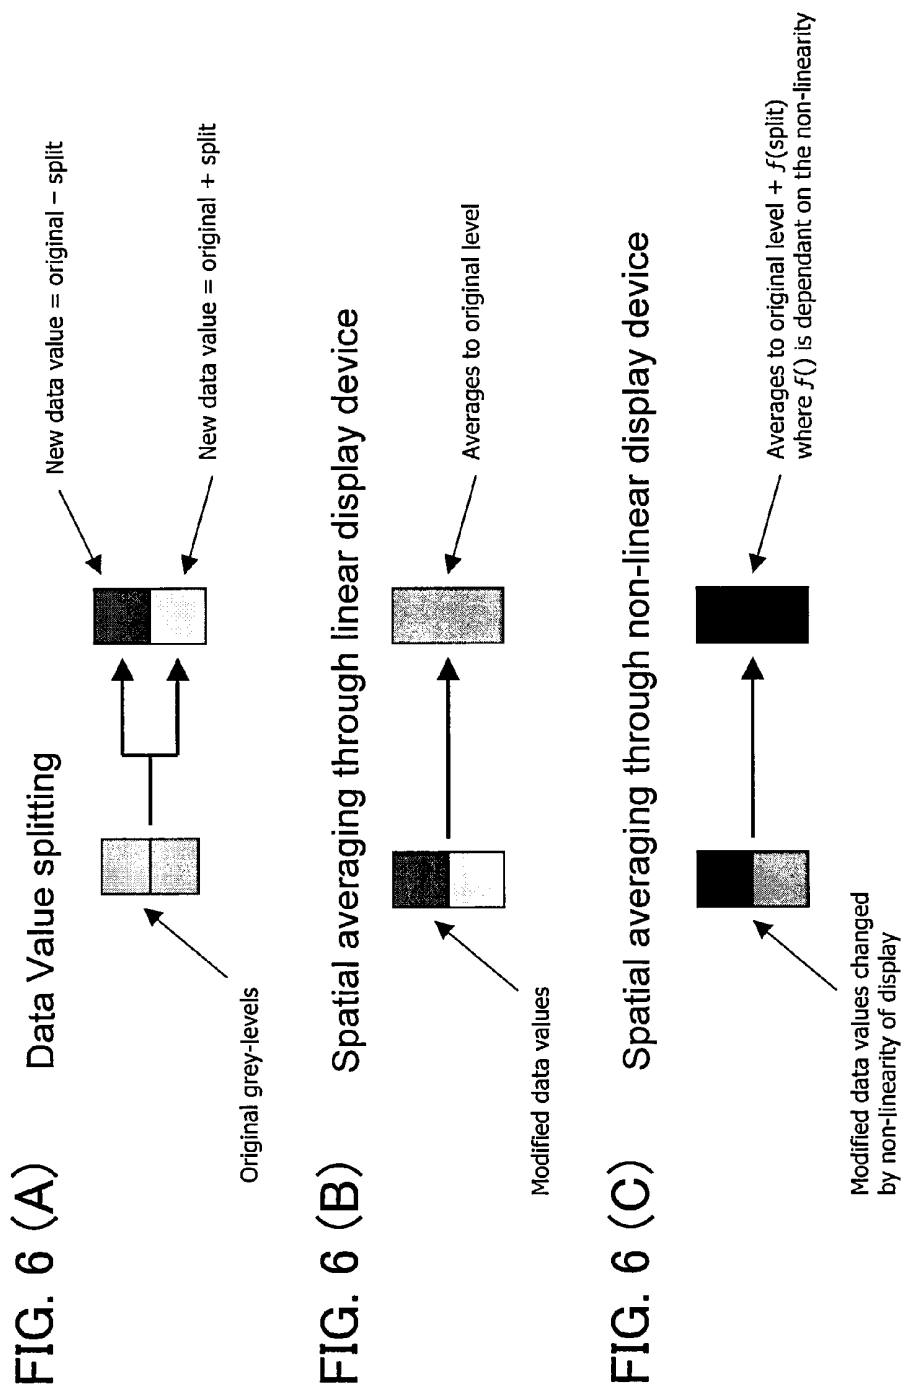 FIG. 6 (A)
Data Value splitting
Original grey-levels
New data value = original – split
New data value = original + split
FIG. 6 (B)
Spatial averaging through linear display device
Modified data values
Averages to original level
FIG. 6 (C)
Spatial averaging through non-linear display device
Modified data values changed
by non-linearity of display
Averages to original level + f(split)
where f() is dependant on the non-linearity